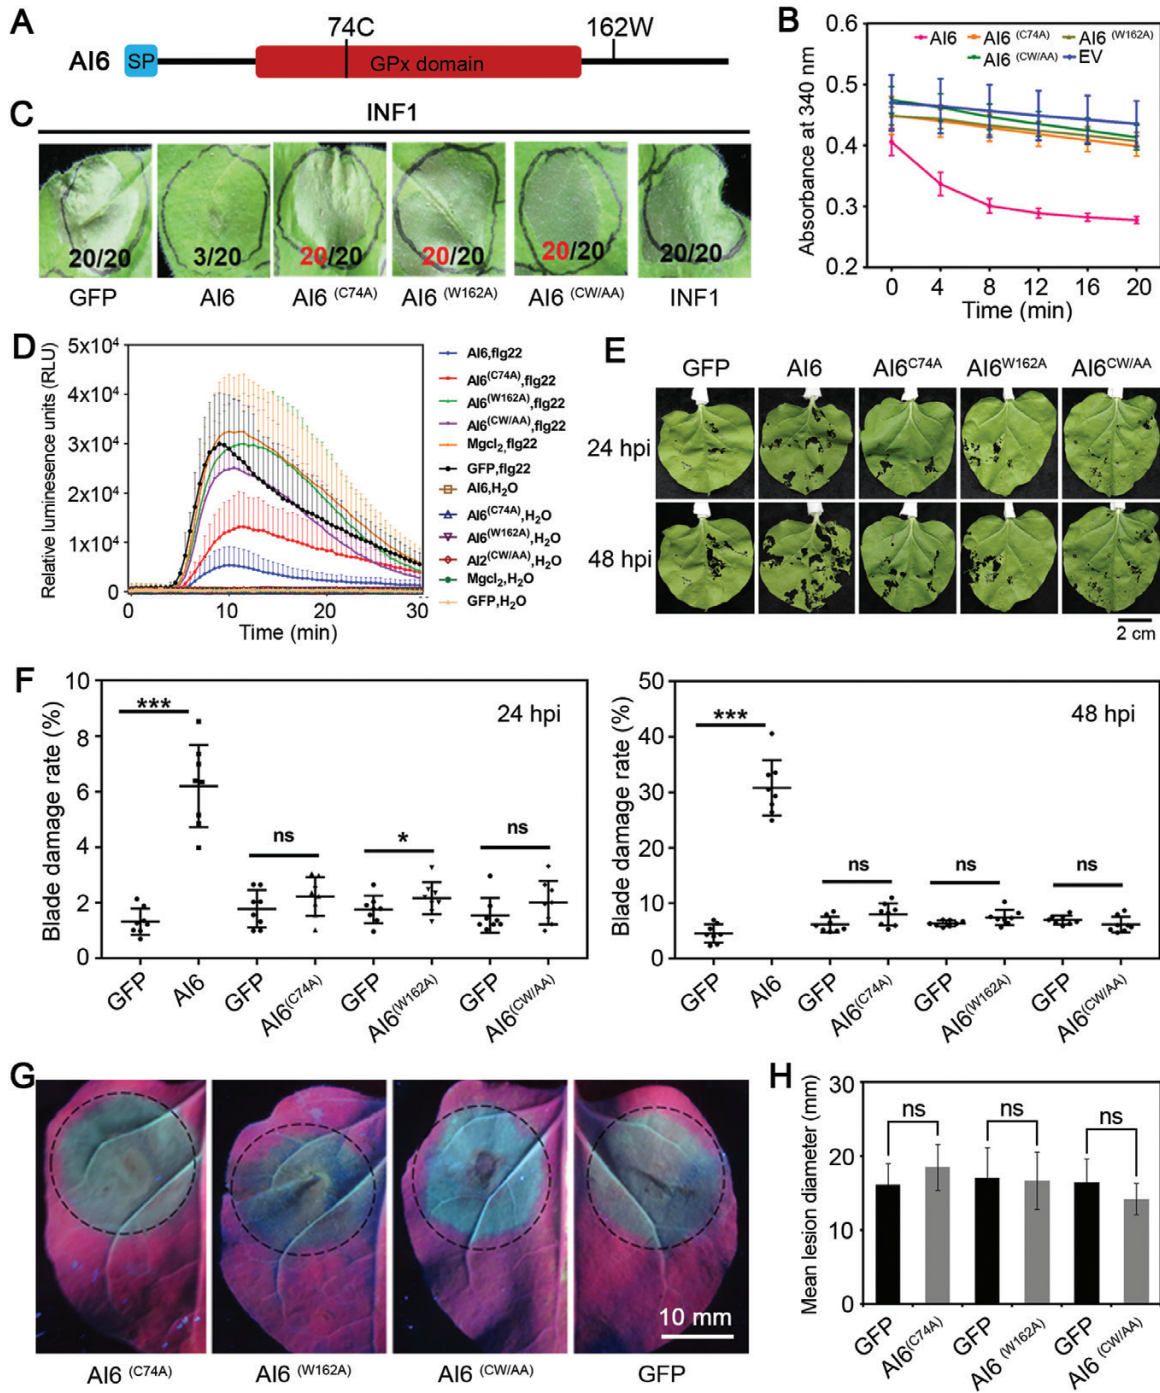 A
AI6
SP
74C
GPx domain
162W
B
Absorbance at 340 nm
0.6
0.5
0.4
0.3
0.2
AI6
AI6 (C74A)
AI6 (W162A)
AI6 (CW/AA)
EV
0 4 8 12 16 20
Time (min)
C
INF1
20/20
3/20
20/20
20/20
20/20
20/20
GFP
AI6
AI6 (C74A)
AI6 (W162A)
AI6 (CW/AA)
INF1
D
Relative luminesence units (RLU)
5x10⁴
4x10⁴
3x10⁴
2x10⁴
1x10⁴
0
0 10 20 30
Time (min)
AI6,flg22
AI6(C74A),flg22
AI6(W162A),flg22
AI6(CW/AA),flg22
Mgcl₂,flg22
GFP,flg22
AI6,H₂O
AI6(C74A),H₂O
AI6(W162A),H₂O
AI2(CW/AA),H₂O
Mgcl₂,H₂O
GFP,H₂O
E
GFP AI6 AI6C74A AI6W162A AI6CW/AA
24 hpi
48 hpi
2 cm
F
Blade damage rate (%)
10
8
6
4
2
0
24 hpi
***
ns
*
ns
GFP
AI6
GFP
AI6(C74A)
GFP
AI6(W162A)
GFP
AI6(CW/AA)
Blade damage rate (%)
50
40
30
20
10
0
48 hpi
***
ns
ns
ns
GFP
AI6
GFP
AI6(C74A)
GFP
AI6(W162A)
GFP
AI6(CW/AA)
G
10 mm
AI6 (C74A)
AI6 (W162A)
AI6 (CW/AA)
GFP
H
Mean lesion diameter (mm)
30
20
10
0
ns
ns
ns
GFP
AI6(C74A)
GFP
AI6 (W162A)
GFP
AI6 (CW/AA)